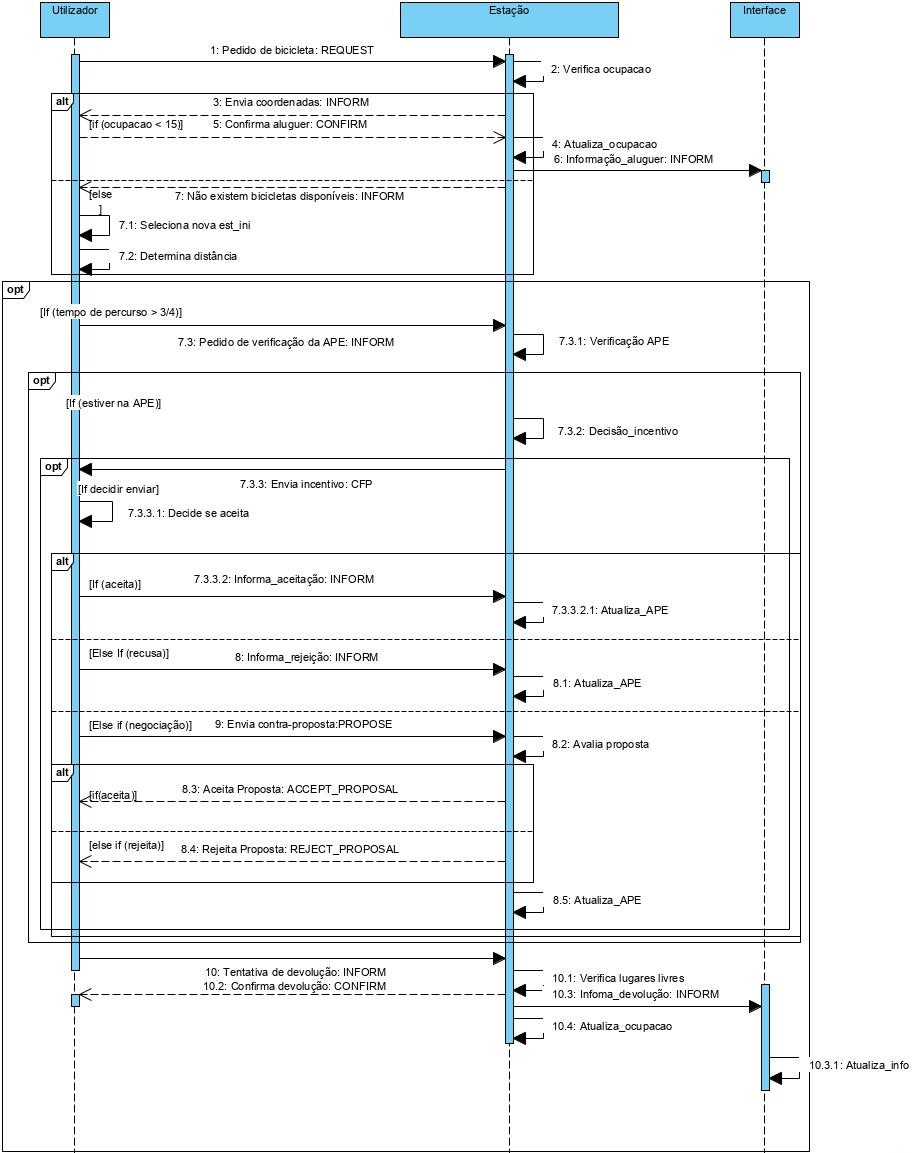 Utilizador
Estação
Interface
1: Pedido de bicicleta: REQUEST
2: Verifica ocupacao
alt
3: Envia coordenadas: INFORM
[if (ocupacao < 15)]
5: Confirma aluguer: CONFIRM
4: Atualiza_ocupacao
6: Informação_aluguer: INFORM
[else
]
7: Não existem bicicletas disponíveis: INFORM
7.1: Seleciona nova est_ini
7.2: Determina distância
opt
[If (tempo de percurso > 3/4)]
7.3: Pedido de verificação da APE: INFORM
7.3.1: Verificação APE
opt
[If (estiver na APE)]
7.3.2: Decisão_incentivo
opt
7.3.3: Envia incentivo: CFP
[If decidir enviar]
7.3.3.1: Decide se aceita
alt
[If (aceita)]
7.3.3.2: Informa_aceitação: INFORM
7.3.3.2.1: Atualiza_APE
[Else If (recusa)]
8: Informa_rejeição: INFORM
8.1: Atualiza_APE
[Else if (negociação)]
9: Envia contra-proposta:PROPOSE
8.2: Avalia proposta
alt
[if(aceita)]
8.3: Aceita Proposta: ACCEPT_PROPOSAL
[else if (rejeita)]
8.4: Rejeita Proposta: REJECT_PROPOSAL
8.5: Atualiza_APE
10: Tentativa de devolução: INFORM
10.1: Verifica lugares livres
10.2: Confirma devolução: CONFIRM
10.3: Infoma_devolução: INFORM
10.4: Atualiza_ocupacao
10.3.1: Atualiza_info